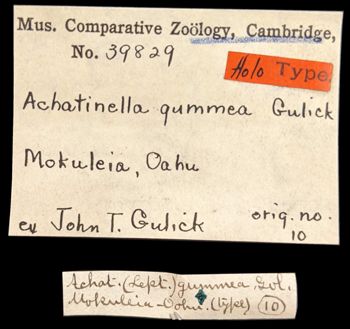 Mus. Comparative Zoölogy, Cambridge,
No. 39829
Holo Type
Achatinella gummea Gulick
Mokuleia, Oahu
ex John T. Gulick orig. no. 10
Achat. (Lept.) gummea, Gul.
Mokuleia-Oahu. (type) 10